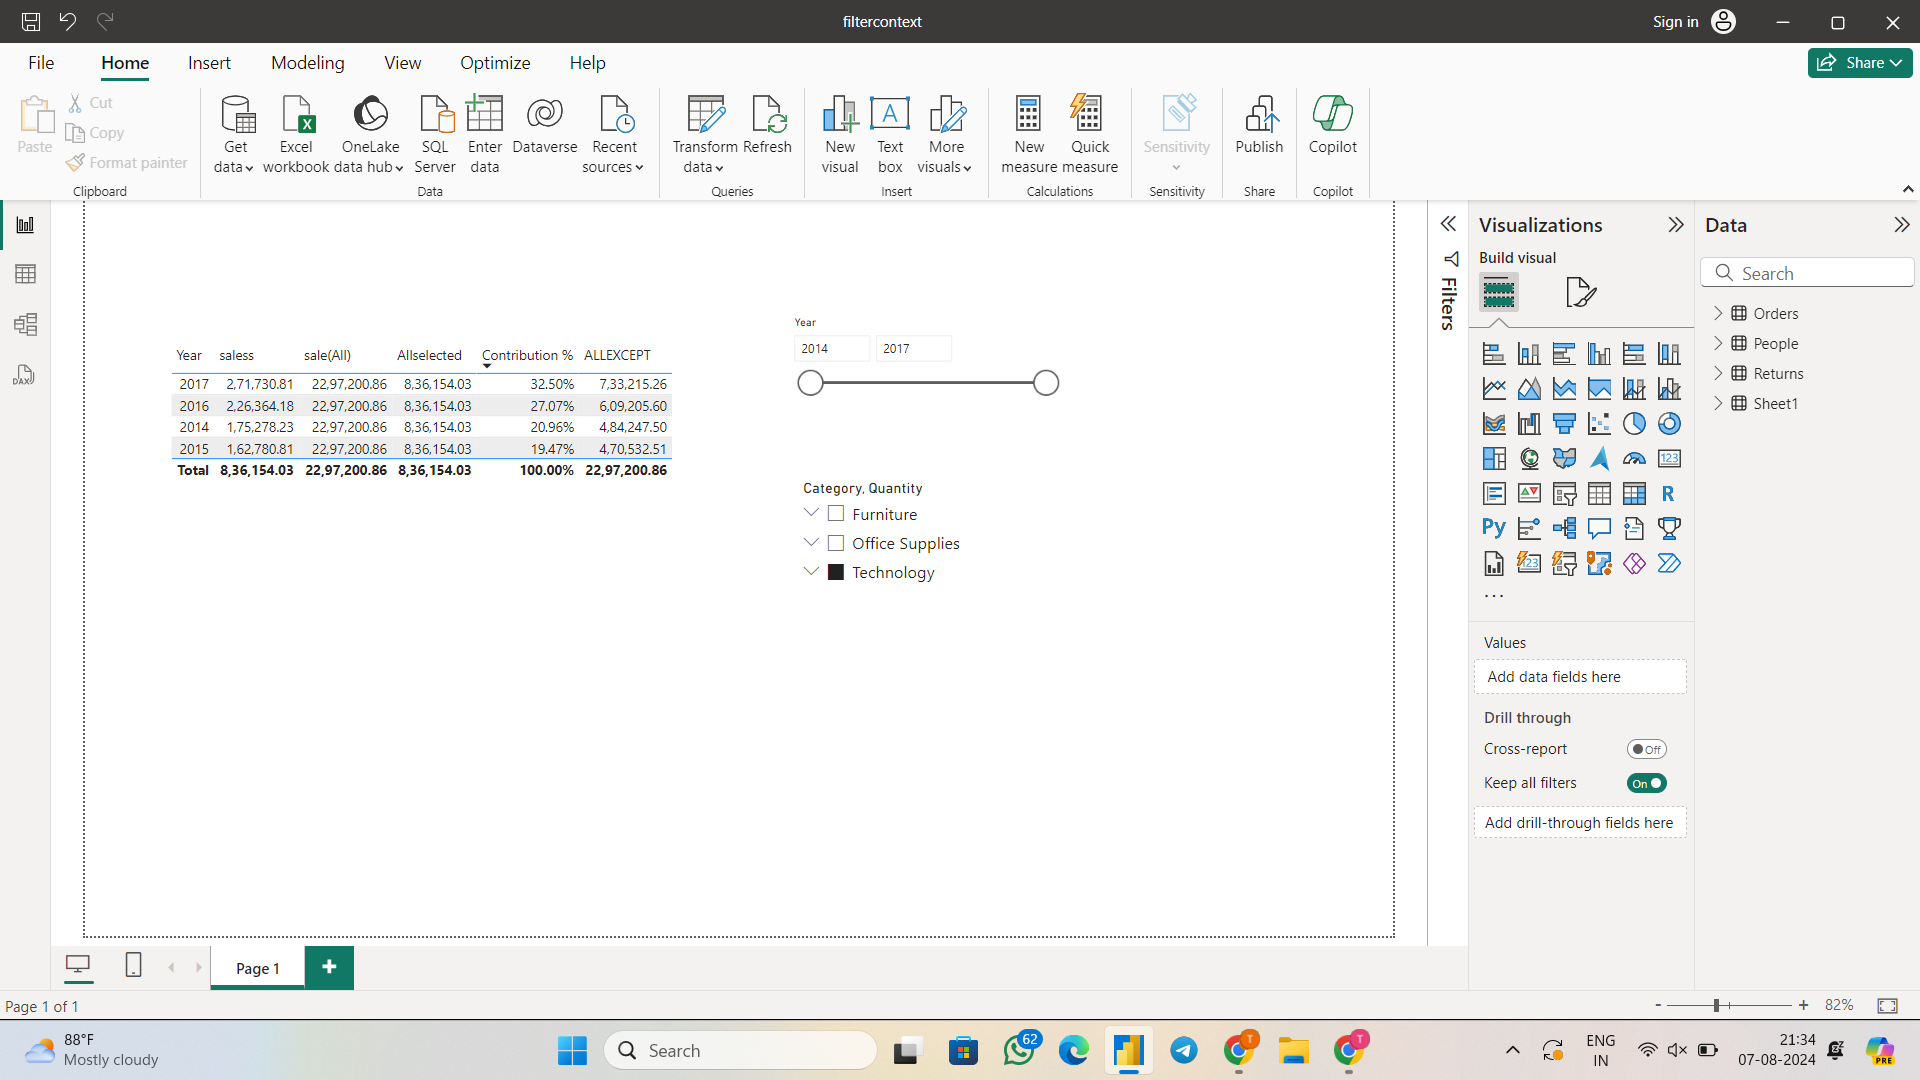 filtercontext
Sign in
File Home Insert Modeling View Optimize Help
Share
Paste
Cut
Copy
Format painter
Clipboard
Get data
Excel workbook
OneLake data hub
SQL Server
Enter data
Dataverse
Recent sources
Data
Transform data
Refresh
Queries
New visual
A
Text box
More visuals
Insert
New measure
Quick measure
Calculations
Sensitivity
Sensitivity
Publish
Share
Copilot
Copilot
Year saless sale(All) Allselected Contribution % ALLEXCEPT
2017 2,71,730.81 22,97,200.86 8,36,154.03 32.50% 7,33,215.26
2016 2,26,364.18 22,97,200.86 8,36,154.03 27.07% 6,09,205.60
2014 1,75,278.23 22,97,200.86 8,36,154.03 20.96% 4,84,247.50
2015 1,62,780.81 22,97,200.86 8,36,154.03 19.47% 4,70,532.51
Total 8,36,154.03 22,97,200.86 8,36,154.03 100.00% 22,97,200.86
Year
2014 2017
Category, Quantity
Furniture
Office Supplies
Technology
Filters
Visualizations
Build visual
123
R
Py
123
...
Values
Add data fields here
Drill through
Cross-report Off
Keep all filters On
Add drill-through fields here
Data
Search
Orders
People
Returns
Sheet1
DAX
Page 1
+
Page 1 of 1
- + 82%
88°F
Mostly cloudy
Search
62
T
T
ENG
IN
21:34
07-08-2024
PRE